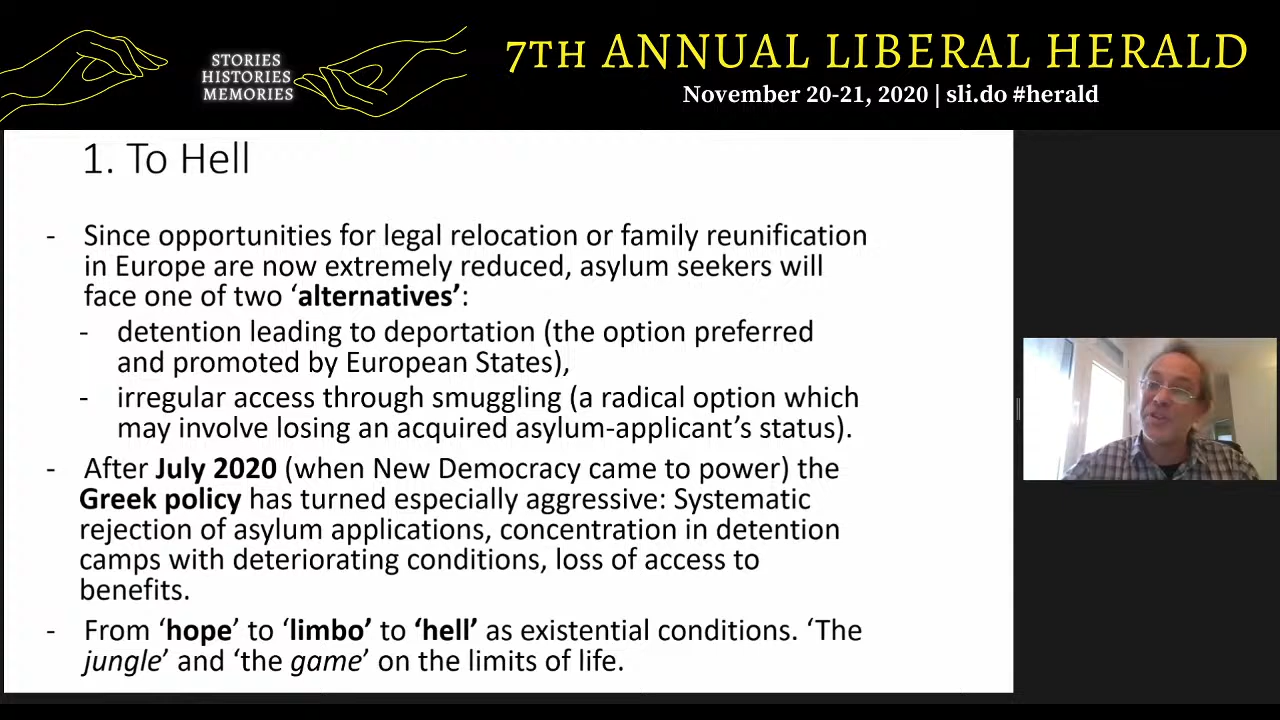 STORIES
HISTORIES
MEMORIES
7TH ANNUAL LIBERAL HERALD
November 20-21, 2020 | sli.do #herald
1. To Hell
- Since opportunities for legal relocation or family reunification
in Europe are now extremely reduced, asylum seekers will
face one of two ‘alternatives’:
- detention leading to deportation (the option preferred
and promoted by European States),
- irregular access through smuggling (a radical option which
may involve losing an acquired asylum-applicant’s status).
- After July 2020 (when New Democracy came to power) the
Greek policy has turned especially aggressive: Systematic
rejection of asylum applications, concentration in detention
camps with deteriorating conditions, loss of access to
benefits.
- From ‘hope’ to ‘limbo’ to ‘hell’ as existential conditions. ‘The
jungle’ and ‘the game’ on the limits of life.